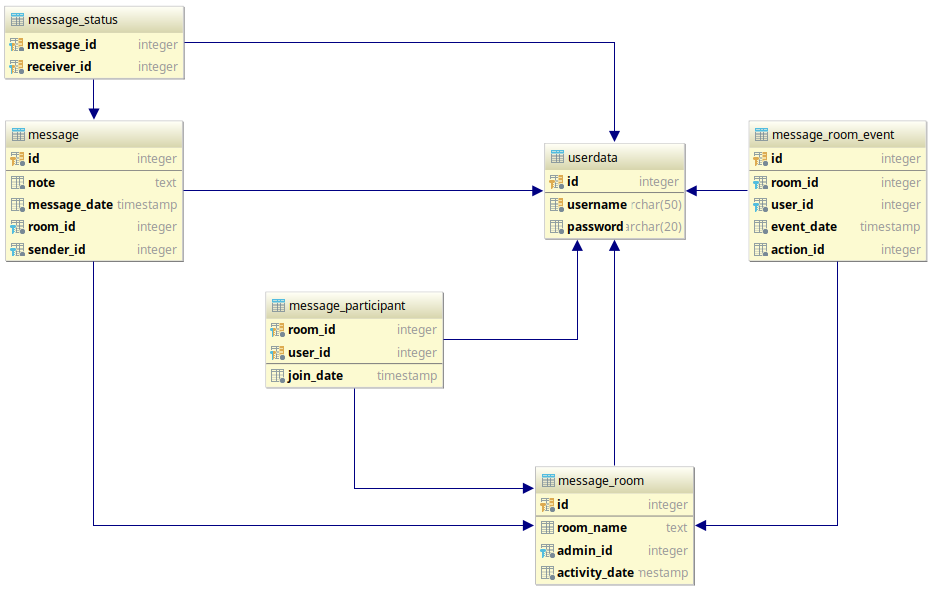 message_status
message_id integer
receiver_id integer
message
id integer
note text
message_date timestamp
room_id integer
sender_id integer
userdata
id integer
username rchar(50)
password archar(20)
message_room_event
id integer
room_id integer
user_id integer
event_date timestamp
action_id integer
message_participant
room_id integer
user_id integer
join_date timestamp
message_room
id integer
room_name text
admin_id integer
activity_date mestamp